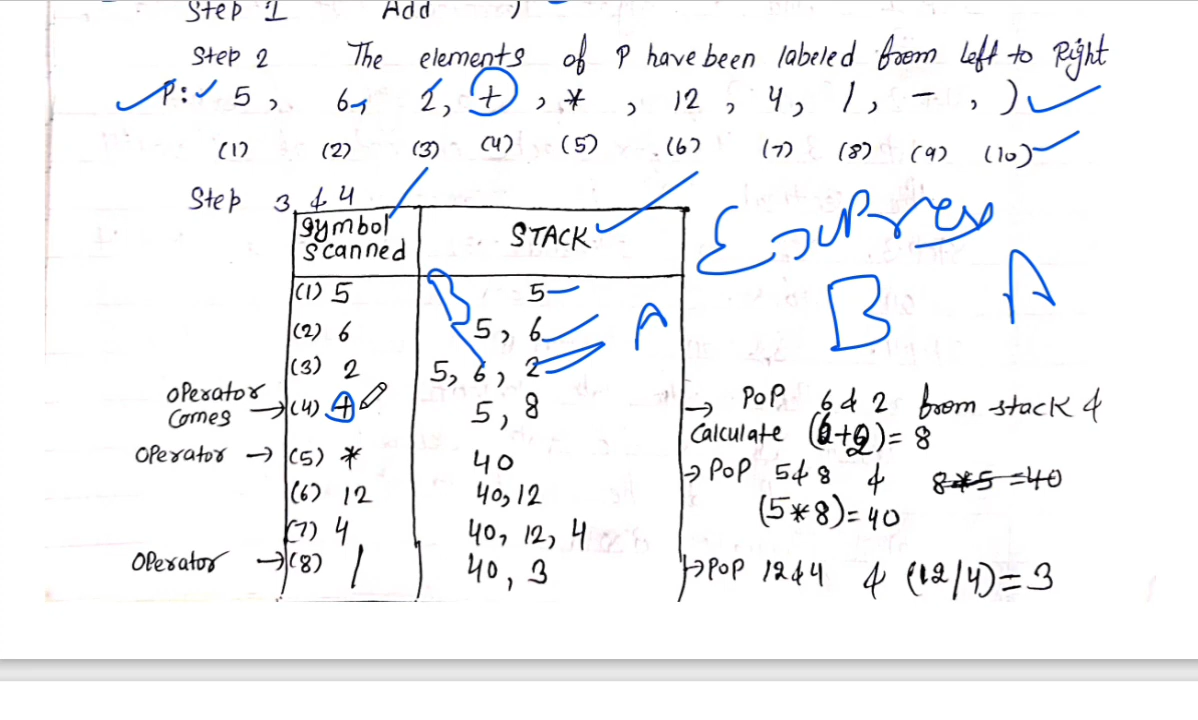 Step 1 Add )
Step 2 The elements of P have been labeled from left to Right
P: 5, 6, 2, +, *, 12, 4, /, -, )
(1) (2) (3) (4) (5) (6) (7) (8) (9) (10)
Step 3 & 4
Symbol Scanned STACK
(1) 5 5
(2) 6 5, 6 A
(3) 2 5, 6, 2
B A
Operator Comes → (4) + 5, 8 → POP 6 & 2 from stack &
Calculate (6+2) = 8
Operator → (5) * 40 → POP 5 & 8 & 8*5 = 40
(6) 12 40, 12 (5*8) = 40
(7) 4 40, 12, 4
Operator → (8) / 40, 3 → POP 12 & 4 & (12/4) = 3